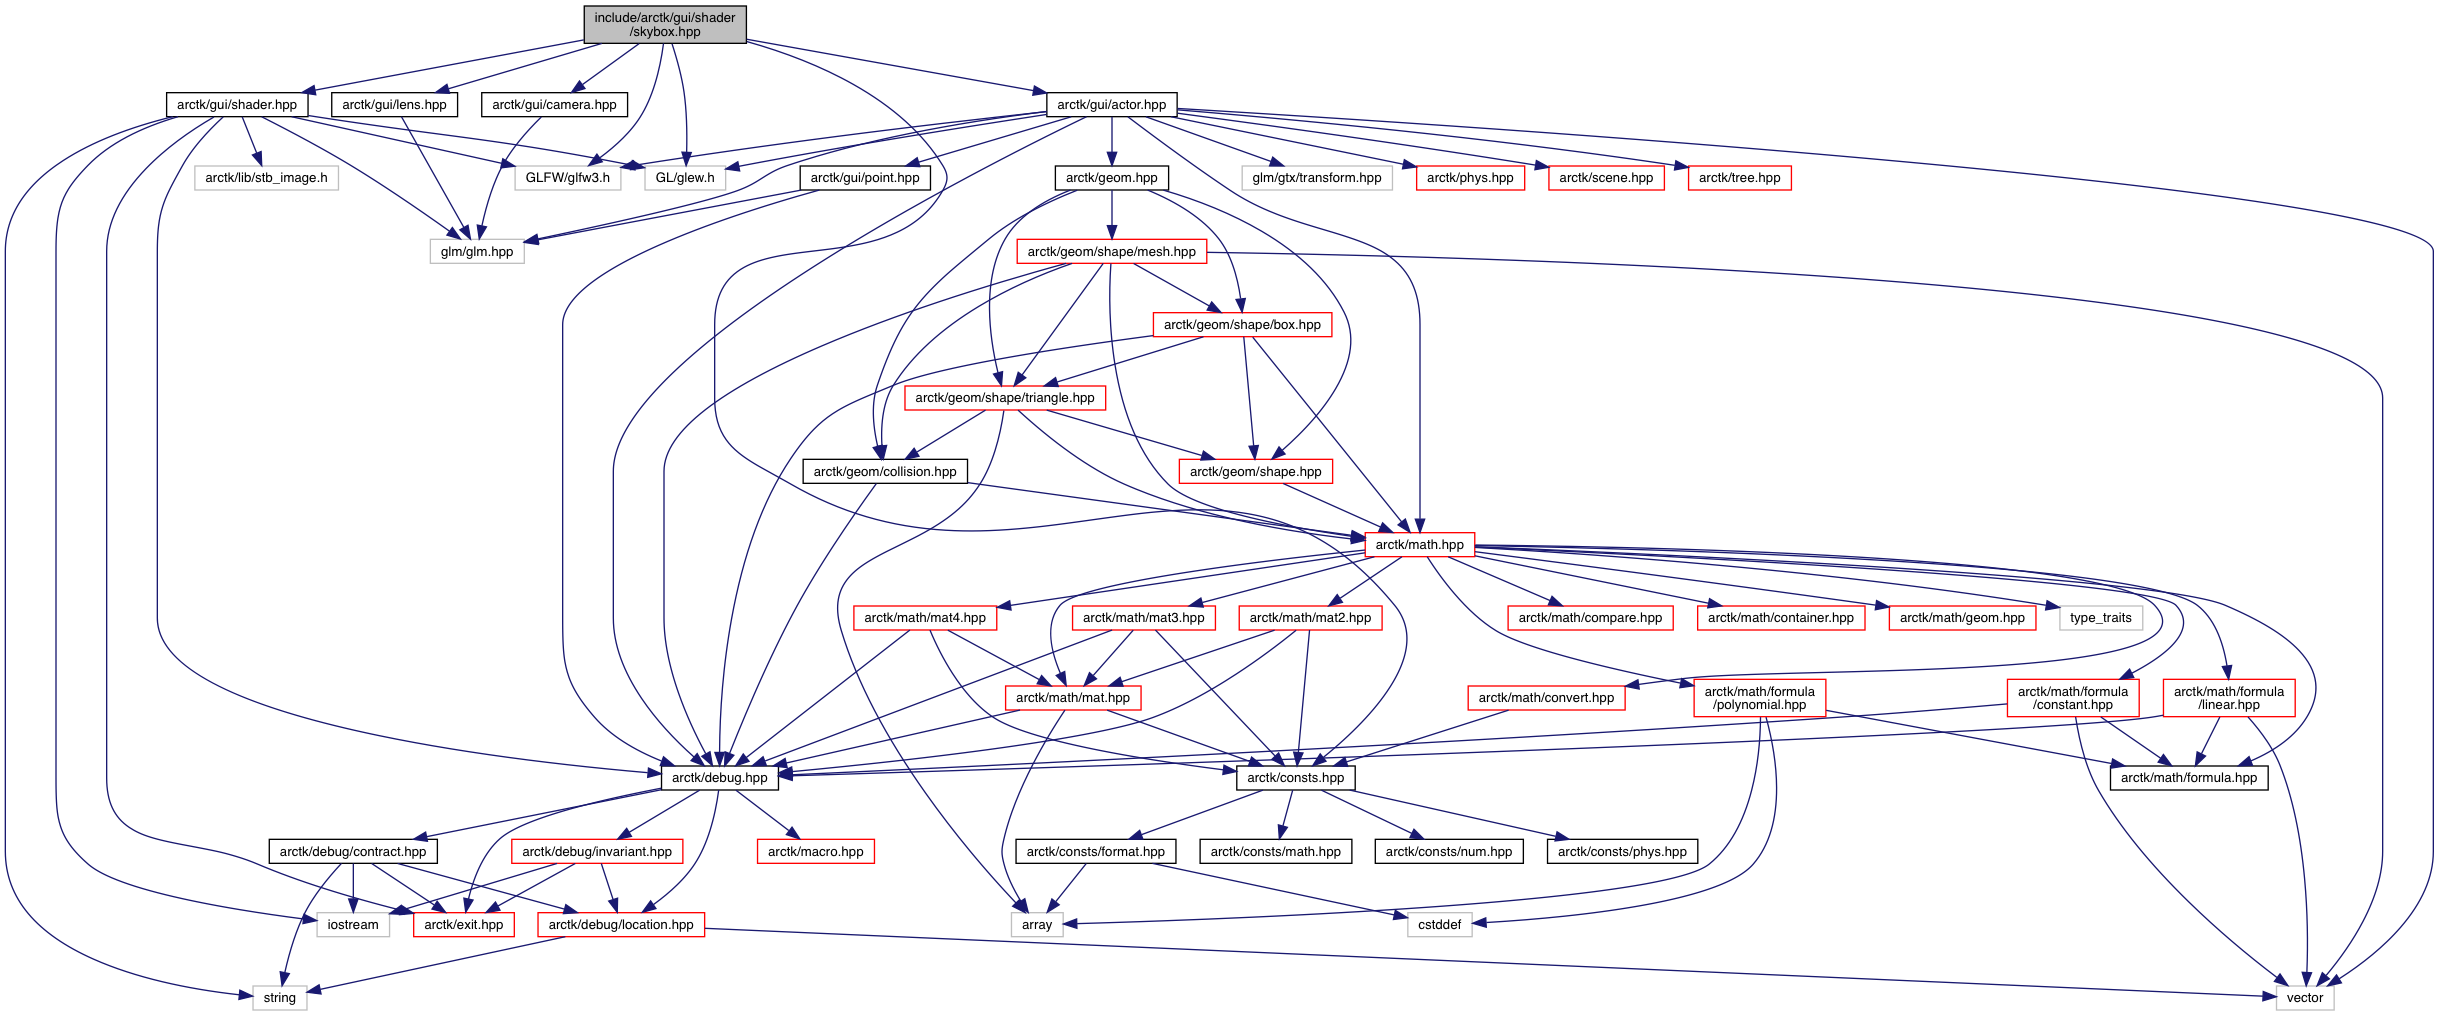 include/arctk/gui/shader
/skybox.hpp
arctk/gui/shader.hpp
arctk/gui/lens.hpp
arctk/gui/camera.hpp
arctk/gui/actor.hpp
arctk/lib/stb_image.h
GLFW/glfw3.h
GL/glew.h
arctk/gui/point.hpp
arctk/geom.hpp
glm/gtx/transform.hpp
arctk/phys.hpp
arctk/scene.hpp
arctk/tree.hpp
glm/glm.hpp
arctk/geom/shape/mesh.hpp
arctk/geom/shape/box.hpp
arctk/geom/shape/triangle.hpp
arctk/geom/collision.hpp
arctk/geom/shape.hpp
arctk/math.hpp
arctk/math/mat4.hpp
arctk/math/mat3.hpp
arctk/math/mat2.hpp
arctk/math/compare.hpp
arctk/math/container.hpp
arctk/math/geom.hpp
type_traits
arctk/math/mat.hpp
arctk/math/convert.hpp
arctk/math/formula
/polynomial.hpp
arctk/math/formula
/constant.hpp
arctk/math/formula
/linear.hpp
arctk/debug.hpp
arctk/consts.hpp
arctk/math/formula.hpp
arctk/debug/contract.hpp
arctk/debug/invariant.hpp
arctk/macro.hpp
arctk/consts/format.hpp
arctk/consts/math.hpp
arctk/consts/num.hpp
arctk/consts/phys.hpp
iostream
arctk/exit.hpp
arctk/debug/location.hpp
array
cstddef
string
vector